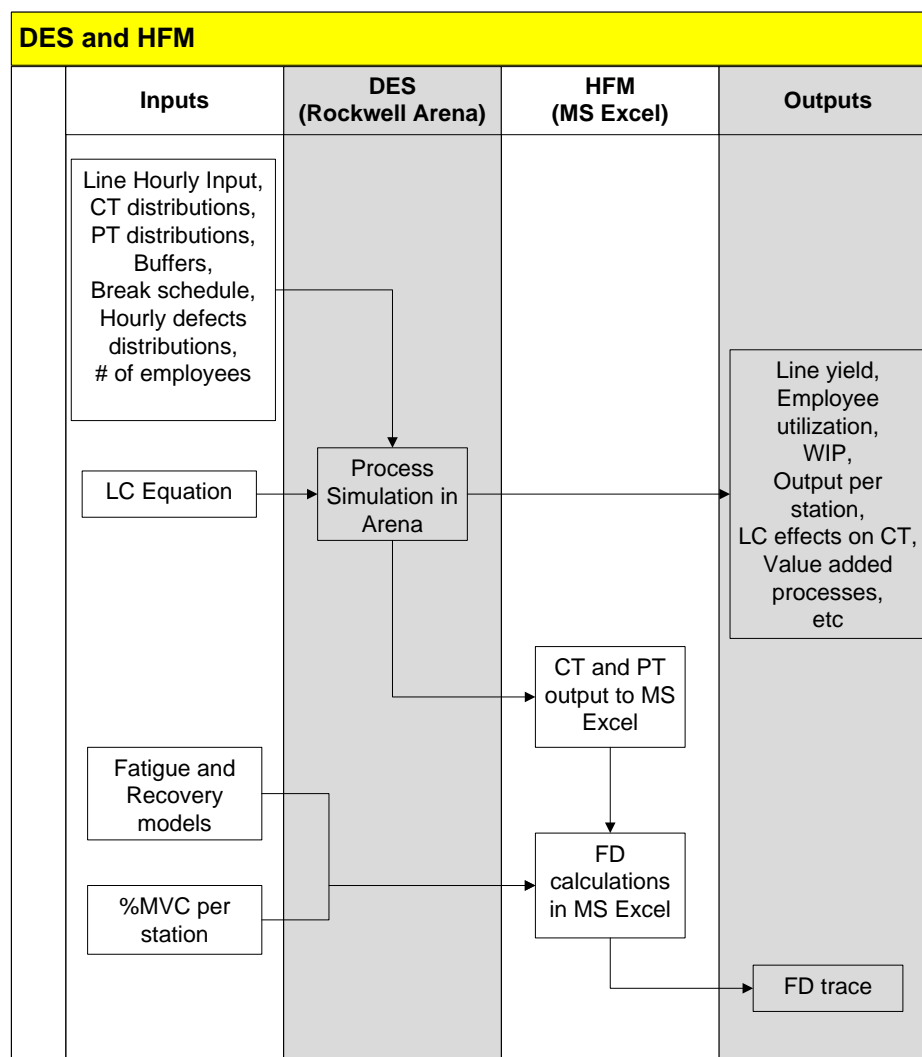 DES and HFM
Inputs
DES
(Rockwell Arena)
HFM
(MS Excel)
Outputs
Line Hourly Input,
CT distributions,
PT distributions,
Buffers,
Break schedule,
Hourly defects
distributions,
# of employees
LC Equation
Process
Simulation in
Arena
Line yield,
Employee
utilization,
WIP,
Output per
station,
LC effects on CT,
Value added
processes,
etc
CT and PT
output to MS
Excel
Fatigue and
Recovery
models
%MVC per
station
FD
calculations
in MS Excel
FD trace